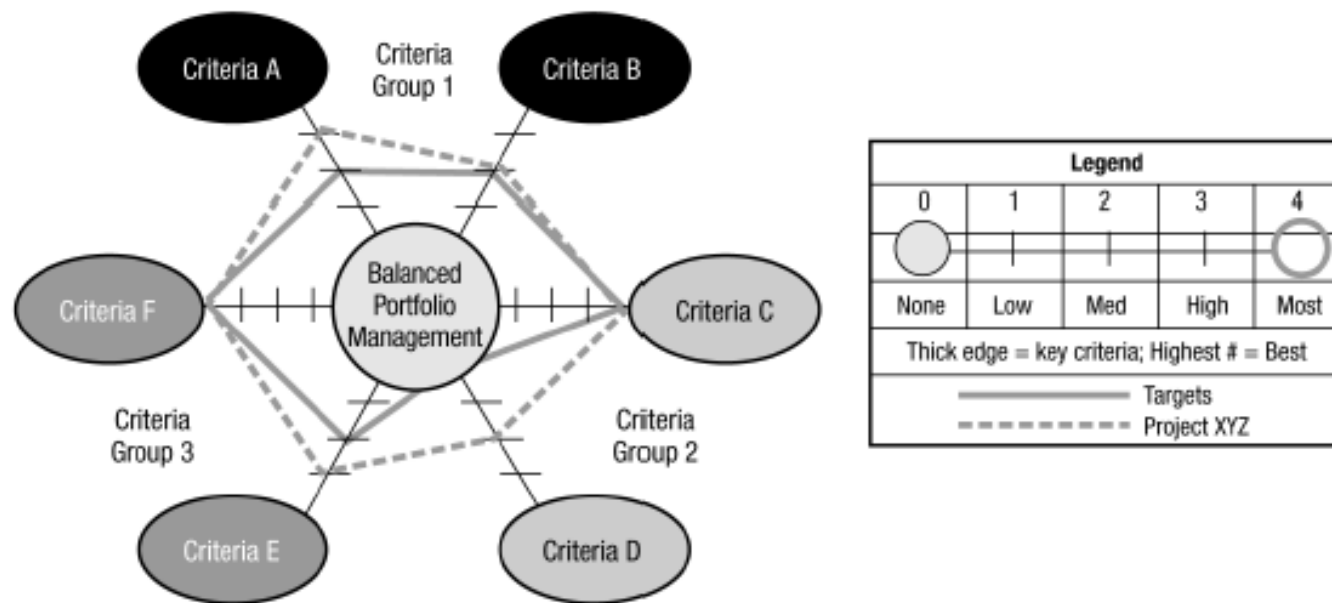 Criteria A
Criteria
Group 1
Criteria B
Criteria F
Balanced
Portfolio
Management
Criteria C
Criteria
Group 3
Criteria
Group 2
Criteria E
Criteria D
Legend
0 1 2 3 4
None Low Med High Most
Thick edge = key criteria; Highest # = Best
Targets
Project XYZ